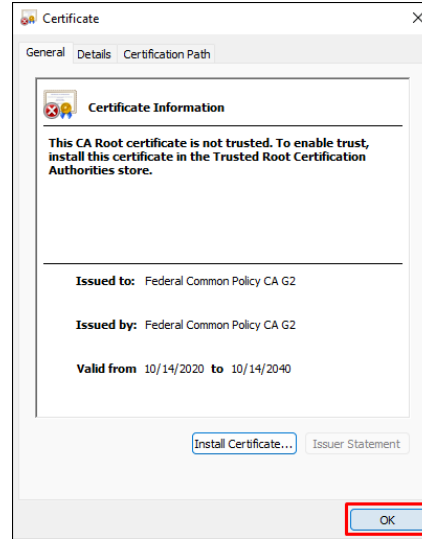 Certificate
General Details Certification Path
Certificate Information
This CA Root certificate is not trusted. To enable trust,
install this certificate in the Trusted Root Certification
Authorities store.
Issued to: Federal Common Policy CA G2
Issued by: Federal Common Policy CA G2
Valid from 10/14/2020 to 10/14/2040
Install Certificate... Issuer Statement
OK